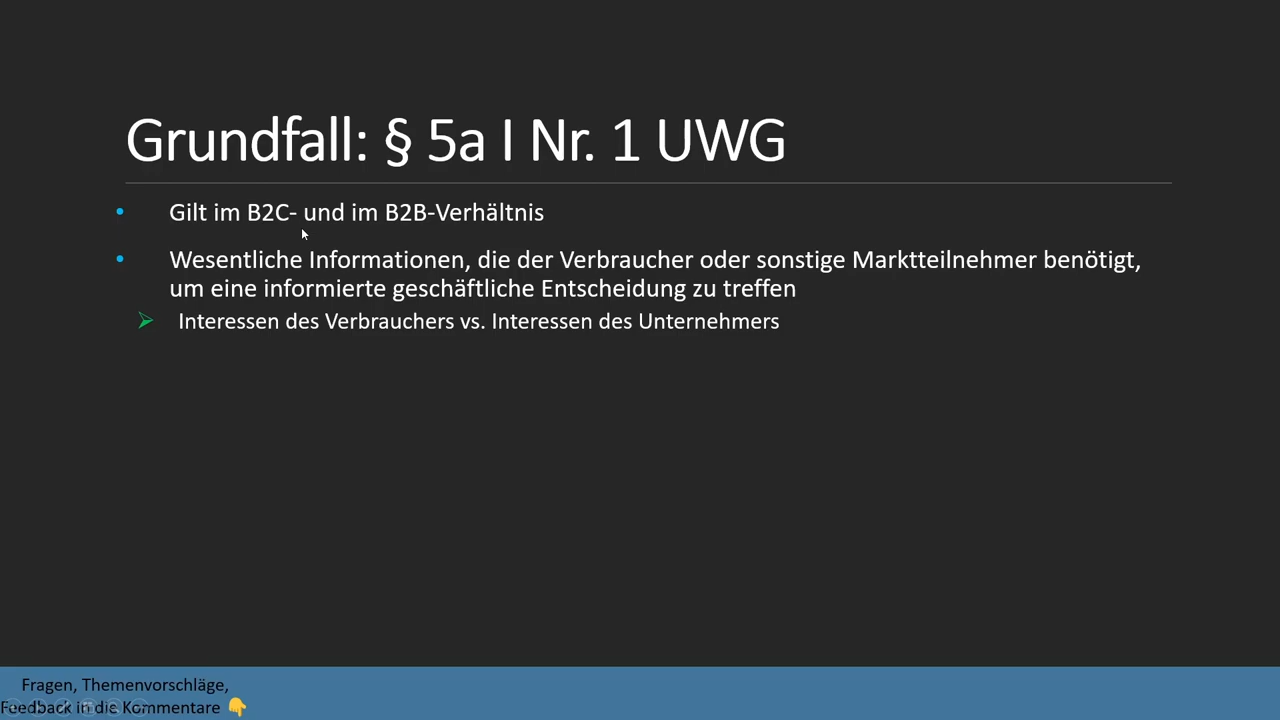 Grundfall: § 5a I Nr. 1 UWG
Gilt im B2C- und im B2B-Verhältnis
Wesentliche Informationen, die der Verbraucher oder sonstige Marktteilnehmer benötigt,
um eine informierte geschäftliche Entscheidung zu treffen
Interessen des Verbrauchers vs. Interessen des Unternehmers
Fragen, Themenvorschläge,
Feedback in die Kommentare 👇